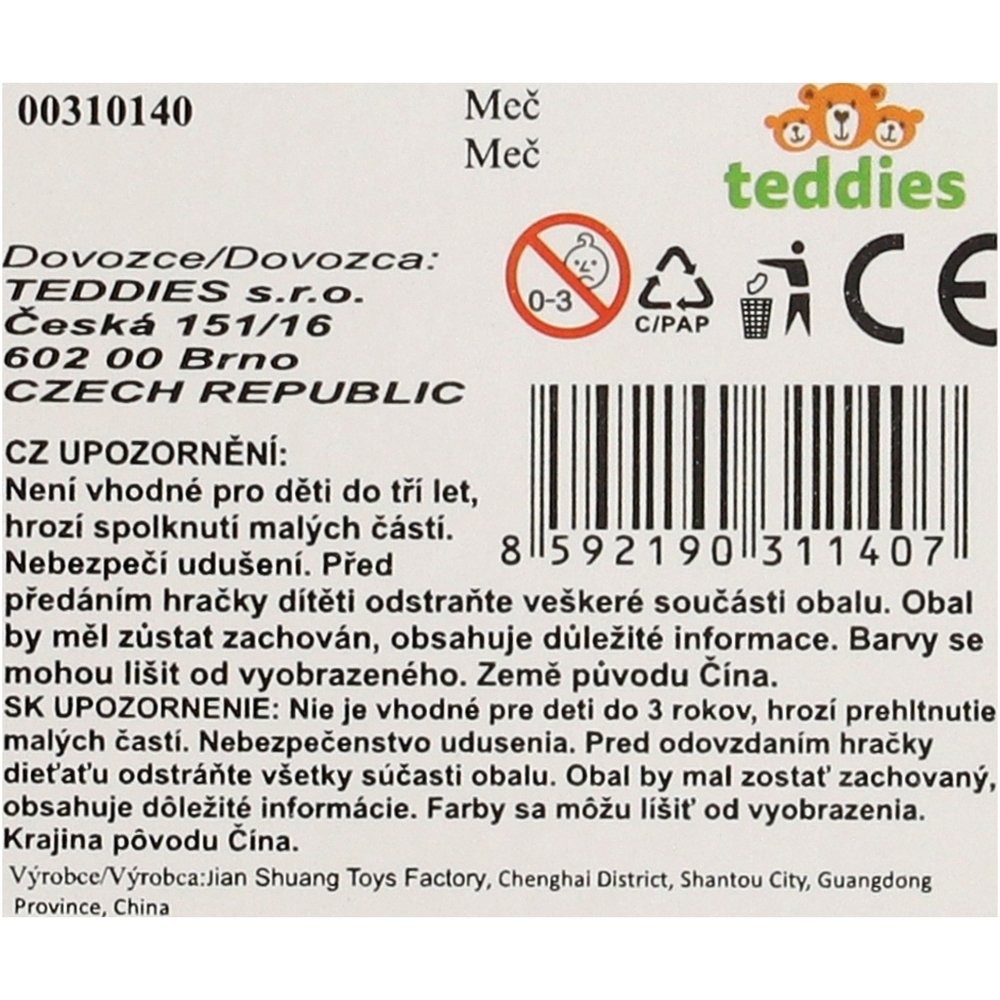 00310140
Meč
Meč
teddies
Dovozce/Dovozca:
TEDDIES s.r.o.
Česká 151/16
602 00 Brno
CZECH REPUBLIC
0-3
C/PAP
CE
8 592190 311407
CZ UPOZORNĚNÍ:
Není vhodné pro děti do tří let,
hrozí spolknutí malých částí.
Nebezpečí udušení. Před
předáním hračky dítěti odstraňte veškeré součásti obalu. Obal
by měl zůstat zachován, obsahuje důležité informace. Barvy se
mohou lišit od vyobrazeného. Země původu Čína.
SK UPOZORNENIE: Nie je vhodné pre deti do 3 rokov, hrozí prehltnutie
malých častí. Nebezpečenstvo udusenia. Pred odovzdaním hračky
dieťaťu odstráňte všetky súčasti obalu. Obal by mal zostať zachovaný,
obsahuje dôležité informácie. Farby sa môžu líšiť od vyobrazenia.
Krajina pôvodu Čína.
Výrobce/Výrobca:Jian Shuang Toys Factory, Chenghai District, Shantou City, Guangdong
Province, China